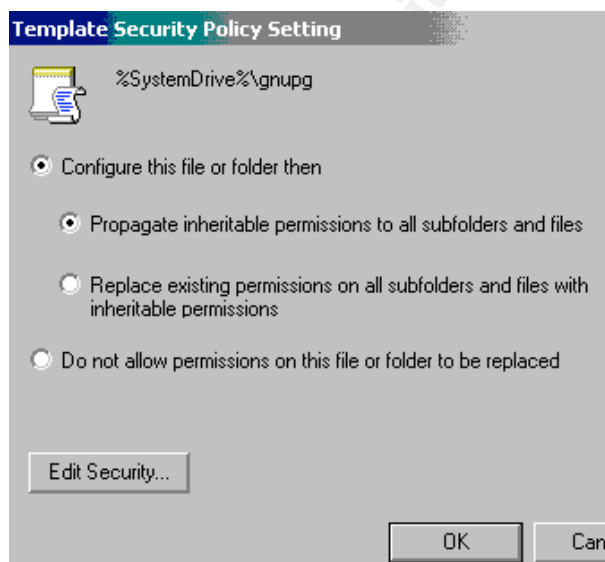 Template Security Policy Setting
%SystemDrive%\gnupg
Configure this file or folder then
Propagate inheritable permissions to all subfolders and files
Replace existing permissions on all subfolders and files with
inheritable permissions
Do not allow permissions on this file or folder to be replaced
Edit Security...
OK
Can